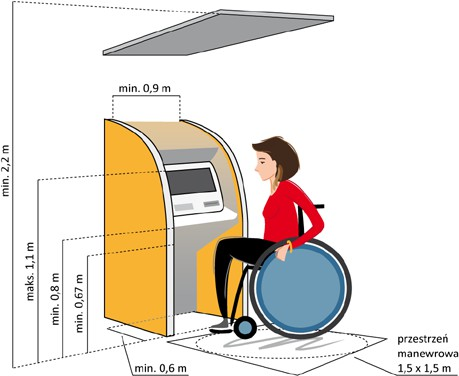 min. 0,9 m
min. 2,2 m
maks. 1,1 m
min. 0,8 m
min. 0,67 m
min. 0,6 m
przestrzeń
manewrowa
1,5 x 1,5 m